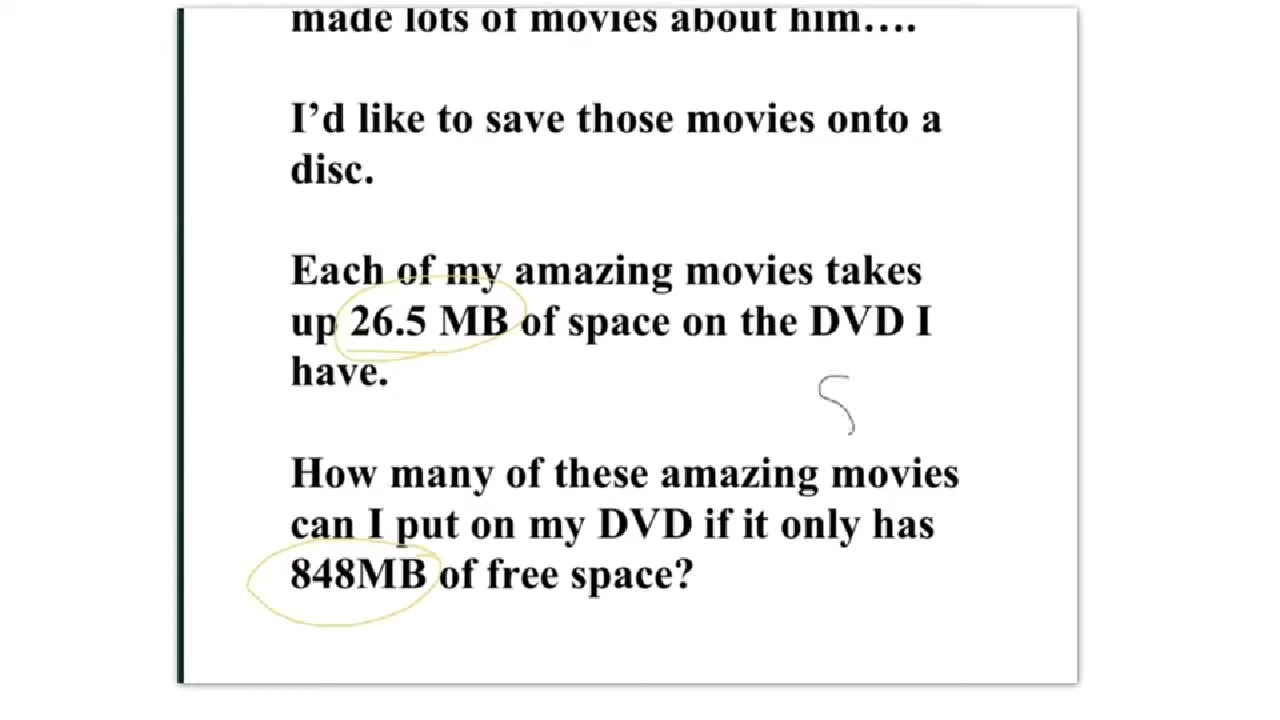 made lots of movies about him….
I’d like to save those movies onto a
disc.
Each of my amazing movies takes
up 26.5 MB of space on the DVD I
have.
How many of these amazing movies
can I put on my DVD if it only has
848MB of free space?